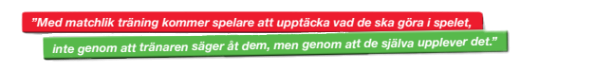 "Med matchlik träning kommer spelare att upptäcka vad de ska göra i spelet,
inte genom att tränaren säger åt dem, men genom att de själva upplever det."